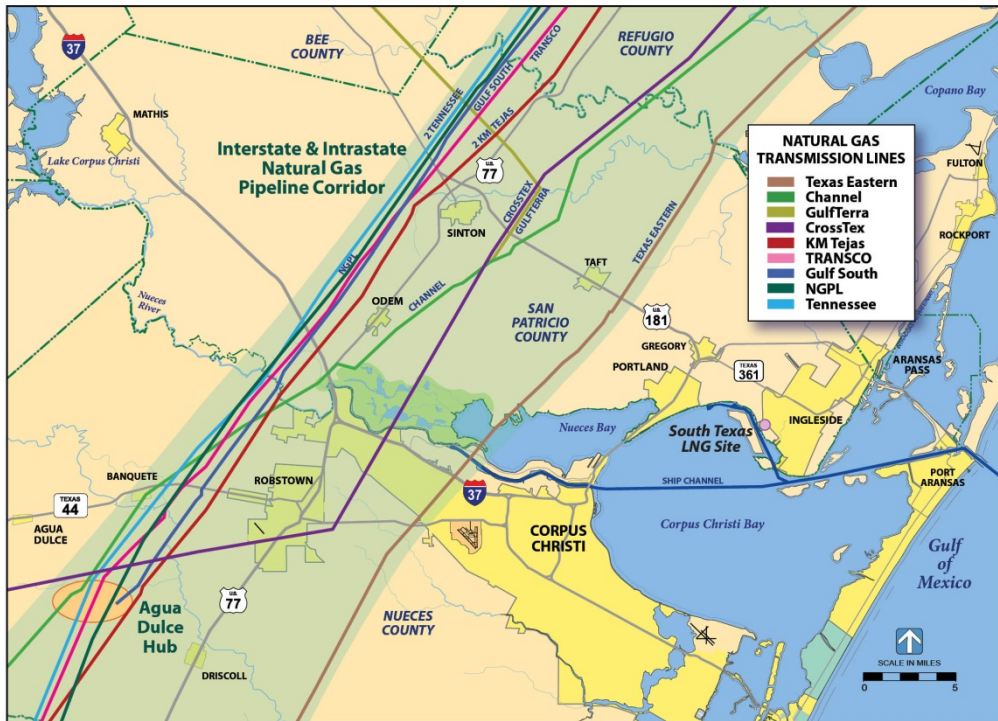 37
BEE
COUNTY
REFUGIO
COUNTY
TRANSCO
GULF SOUTH
2 TENNESSEE
2 KM TEJAS
Copano Bay
MATHIS
Lake Corpus Christi
Interstate & Intrastate
Natural Gas
Pipeline Corridor
U.S.
77
NATURAL GAS
TRANSMISSION LINES
Texas Eastern
Channel
GulfTerra
CrossTex
KM Tejas
TRANSCO
Gulf South
NGPL
Tennessee
FULTON
ROCKPORT
SINTON
CROSSTEX
GULFTERRA
TEXAS EASTERN
NGPL
TAFT
CHANNEL
ODEM
Nueces
River
SAN
PATRICIO
COUNTY
U.S.
181
GREGORY
PORTLAND
TEXAS
361
ARANSAS
PASS
INGLESIDE
Nueces Bay
South Texas
LNG Site
BANQUETE
ROBSTOWN
TEXAS
44
AGUA
DULCE
37
SHIP CHANNEL
PORT
ARANSAS
CORPUS
CHRISTI
Corpus Christi Bay
Gulf
of
Mexico
Agua
Dulce
Hub
U.S.
77
NUECES
COUNTY
DRISCOLL
SCALE IN MILES
0
5